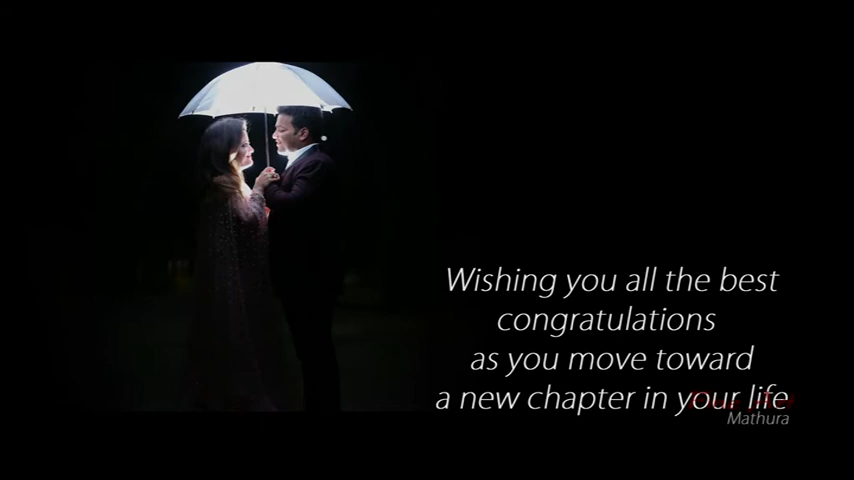 Wishing you all the best
congratulations
as you move toward
a new chapter in your life
Mathura